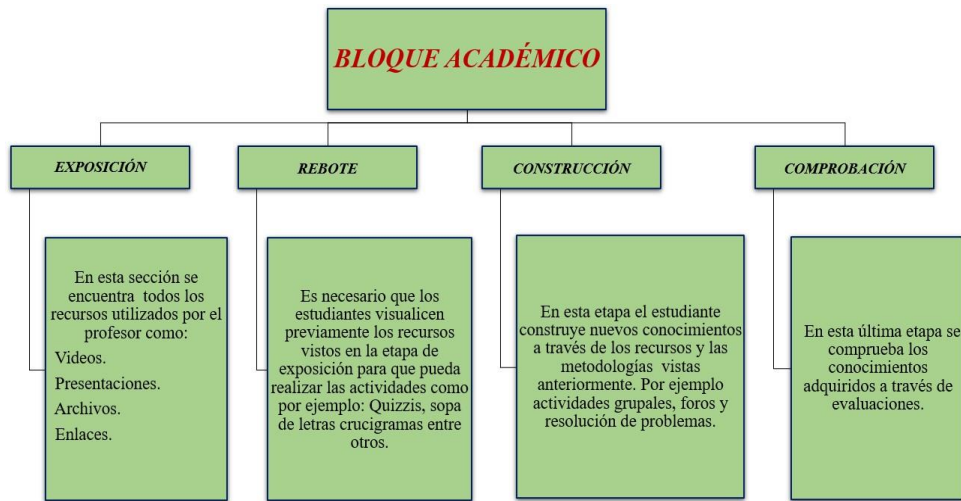 BLOQUE ACADÉMICO
EXPOSICIÓN
REBOTE
CONSTRUCCIÓN
COMPROBACIÓN
En esta sección se
encuentra todos los
recursos utilizados por el
profesor como:
Videos.
Presentaciones.
Archivos.
Enlaces.
Es necesario que los
estudiantes visualicen
previamente los recursos
vistos en la etapa de
exposición para que pueda
realizar las actividades como
por ejemplo: Quizzis, sopa
de letras crucigramas entre
otros.
En esta etapa el estudiante
construye nuevos conocimientos
a través de los recursos y las
metodologías vistas
anteriormente. Por ejemplo
actividades grupales, foros y
resolución de problemas.
En esta última etapa se
comprueba los
conocimientos
adquiridos a través de
evaluaciones.